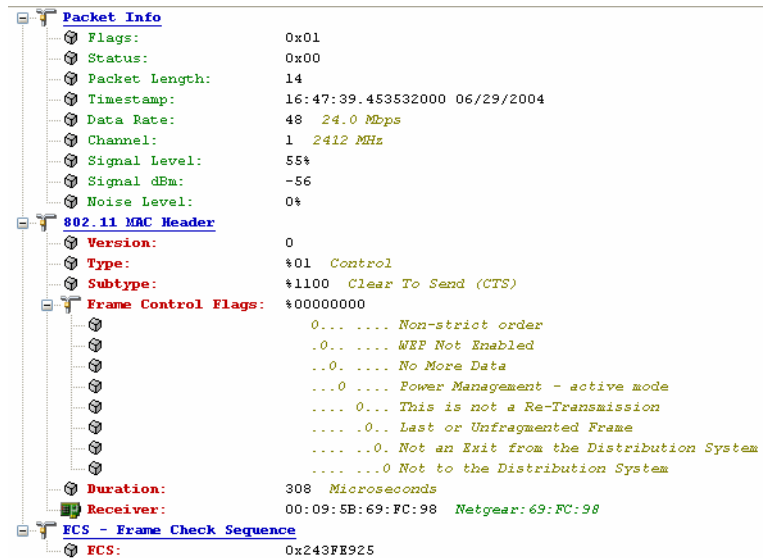 Packet Info
Flags: 0x01
Status: 0x00
Packet Length: 14
Timestamp: 16:47:39.453532000 06/29/2004
Data Rate: 48 24.0 Mbps
Channel: 1 2412 MHz
Signal Level: 55%
Signal dBm: -56
Noise Level: 0%
802.11 MAC Header
Version: 0
Type: %01 Control
Subtype: %1100 Clear To Send (CTS)
Frame Control Flags: %00000000
0... .... Non-strict order
.0.. .... WEP Not Enabled
..0. .... No More Data
...0 .... Power Management - active mode
.... 0... This is not a Re-Transmission
.... .0.. Last or Unfragmented Frame
.... ..0. Not an Exit from the Distribution System
.... ...0 Not to the Distribution System
Duration: 308 Microseconds
Receiver: 00:09:5B:69:FC:98 Netgear:69:FC:98
FCS - Frame Check Sequence
FCS: 0x243FE925